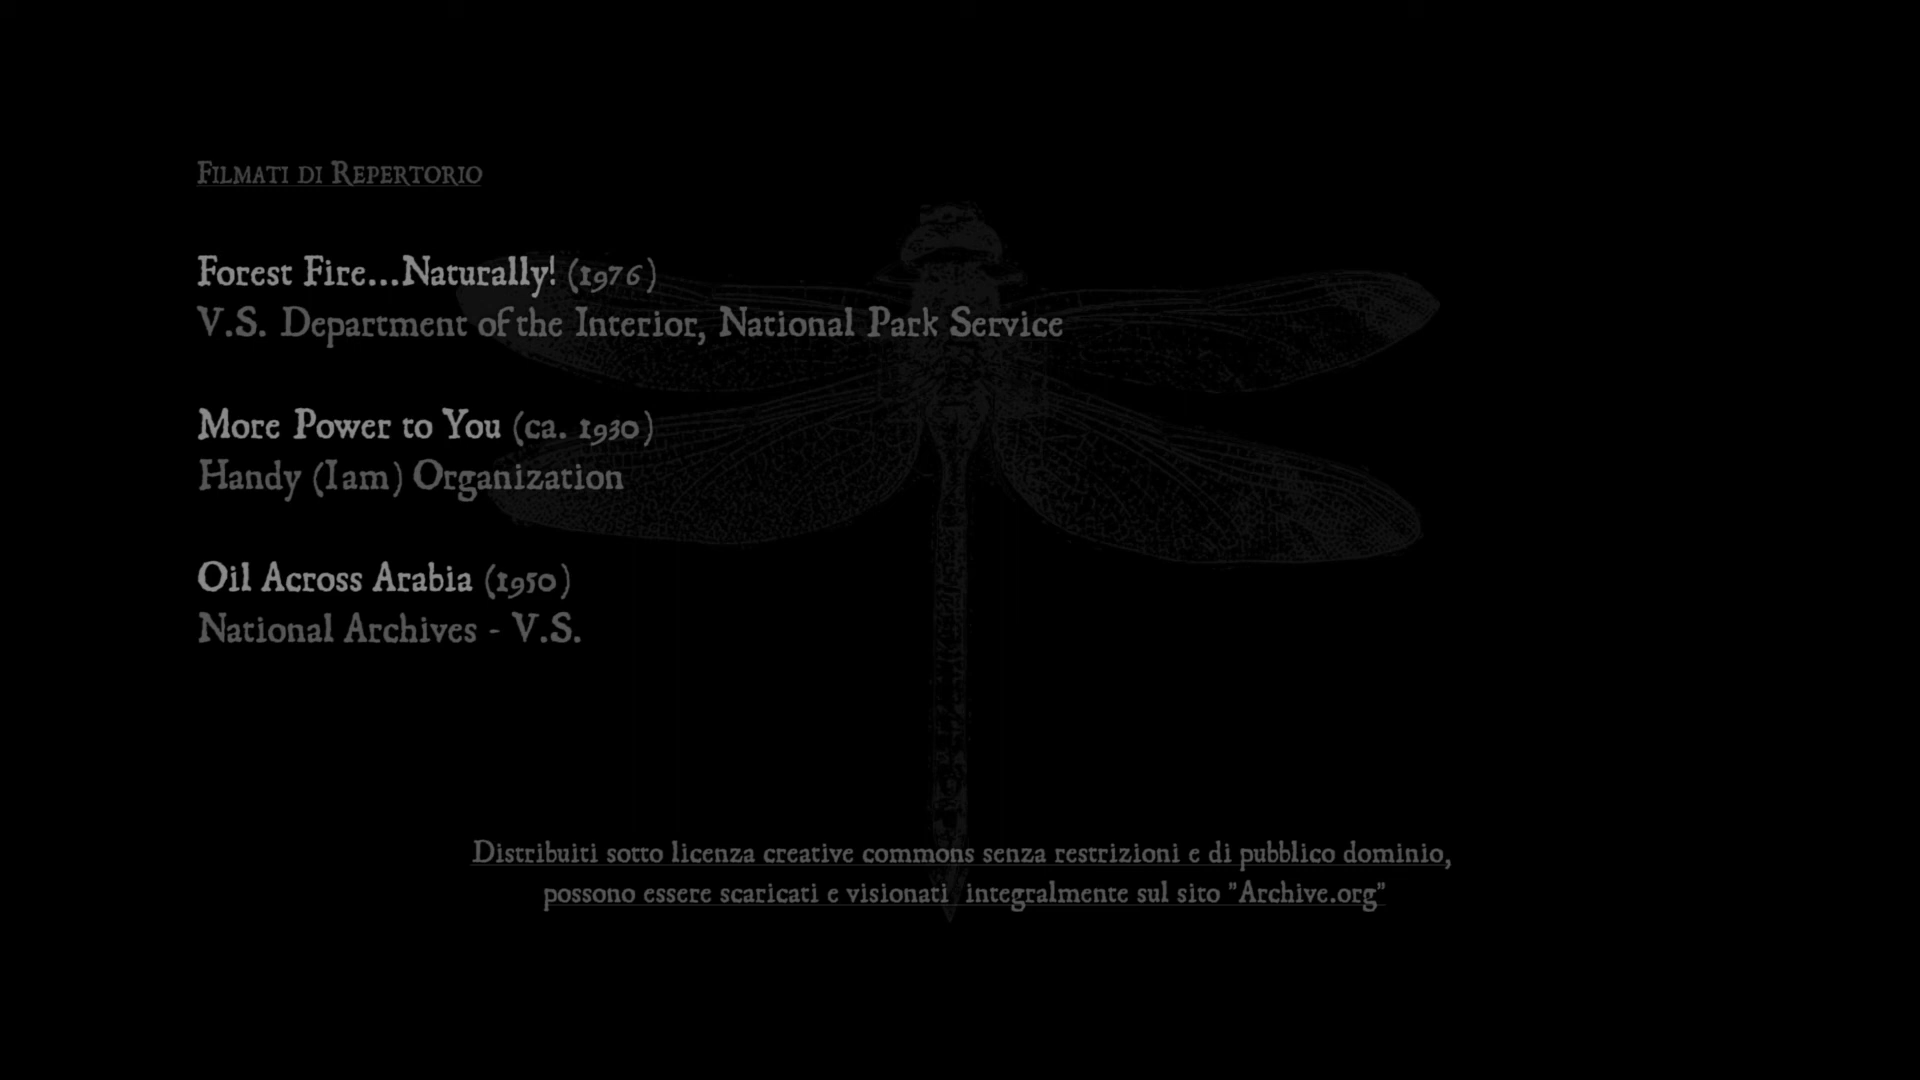 Filmati di Repertorio
Forest Fire...Naturally! (1976)
V.S. Department of the Interior, National Park Service
More Power to You (ca. 1930)
Handy (Iam) Organization
Oil Across Arabia (1950)
National Archives - V.S.
Distribuiti sotto licenza creative commons senza restrizioni e di pubblico dominio,
possono essere scaricati e visionati integralmente sul sito "Archive.org"